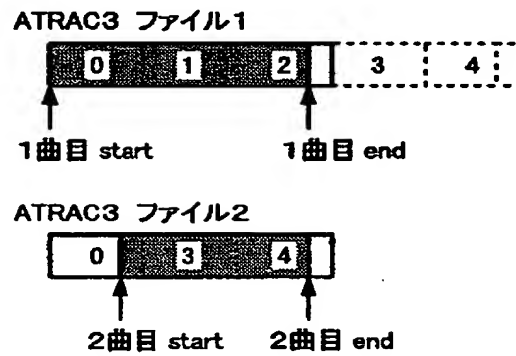 ATRAC3 ファイル1
0 1 2 3 4
1曲目 start 1曲目 end
ATRAC3 ファイル2
0 3 4
2曲目 start 2曲目 end